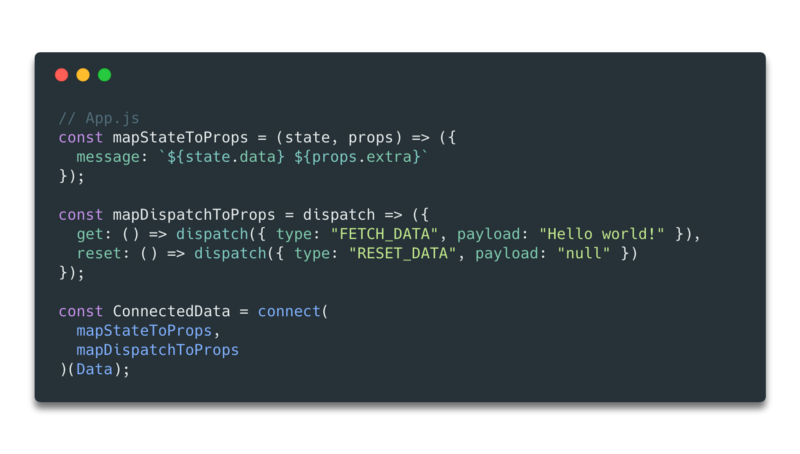 // App.js
const mapStateToProps = (state, props) => ({
  message: `${state.data} ${props.extra}`
});

const mapDispatchToProps = dispatch => ({
  get: () => dispatch({ type: "FETCH_DATA", payload: "Hello world!" }),
  reset: () => dispatch({ type: "RESET_DATA", payload: "null" })
});

const ConnectedData = connect(
  mapStateToProps,
  mapDispatchToProps
)(Data);